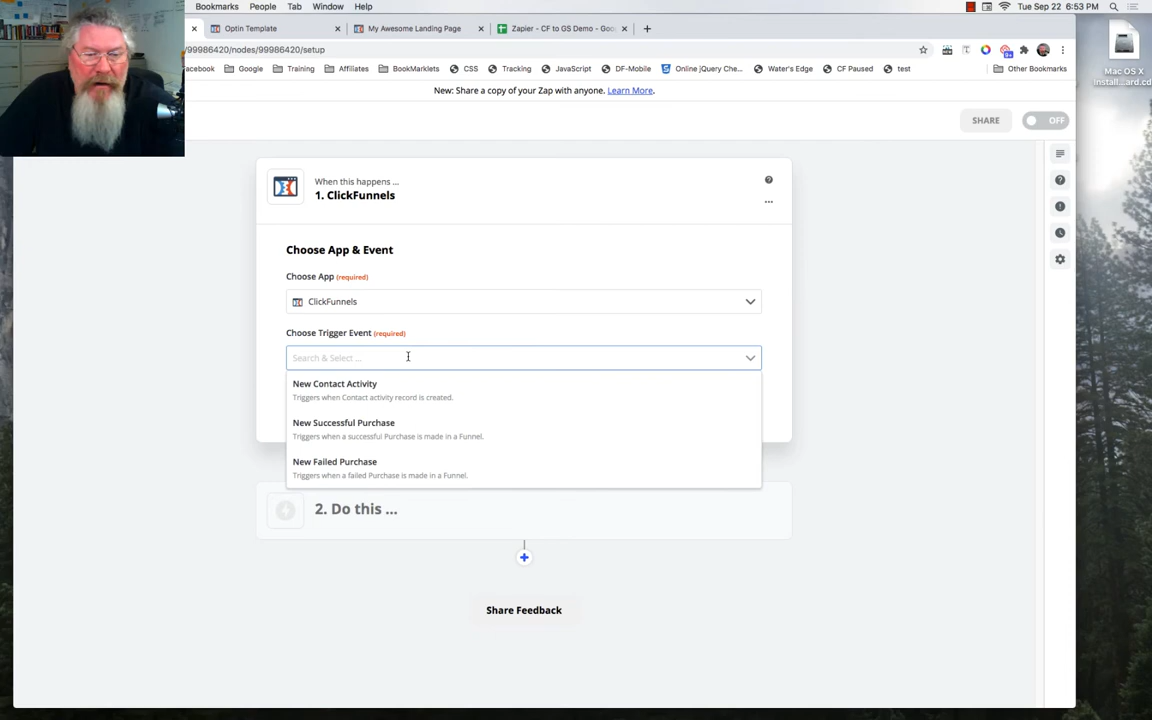 Bookmarks People Tab Window Help
Tue Sep 22 6:53 PM
Optin Template
My Awesome Landing Page
Zapier - CF to GS Demo - Goo
/99986420/nodes/99986420/setup
acebook
Google
Training
Affiliates
BookMarklets
CSS
Tracking
JavaScript
DF-Mobile
Online jQuery Che...
Water's Edge
CF Paused
test
Other Bookmarks
Mac OS X
Install....ard.cd
New: Share a copy of your Zap with anyone. Learn More.
SHARE
OFF
When this happens ...
1. ClickFunnels
Choose App & Event
Choose App (required)
ClickFunnels
Choose Trigger Event (required)
Search & Select ...
New Contact Activity
Triggers when Contact activity record is created.
New Successful Purchase
Triggers when a successful Purchase is made in a Funnel.
New Failed Purchase
Triggers when a failed Purchase is made in a Funnel.
2. Do this ...
Share Feedback